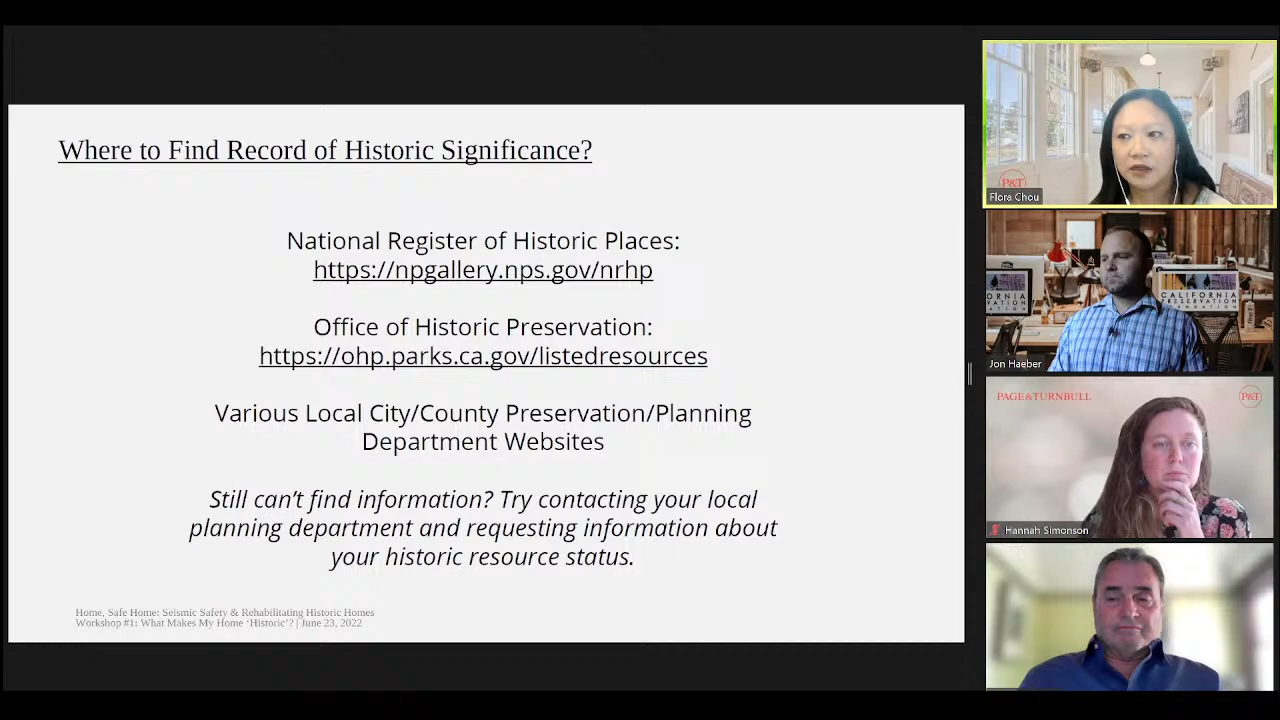 Where to Find Record of Historic Significance?
National Register of Historic Places:
https://npgallery.nps.gov/nrhp
Office of Historic Preservation:
https://ohp.parks.ca.gov/listedresources
Various Local City/County Preservation/Planning
Department Websites
Still can't find information? Try contacting your local
planning department and requesting information about
your historic resource status.
Home, Safe Home: Seismic Safety & Rehabilitating Historic Homes
Workshop #1: What Makes My Home ‘Historic’? | June 23, 2022
P&T
Flora Chou
CALIFORNIA
PRESERVATION
FOUNDATION
Jon Haeber
PAGE&TURNBULL
P&T
Hannah Simonson